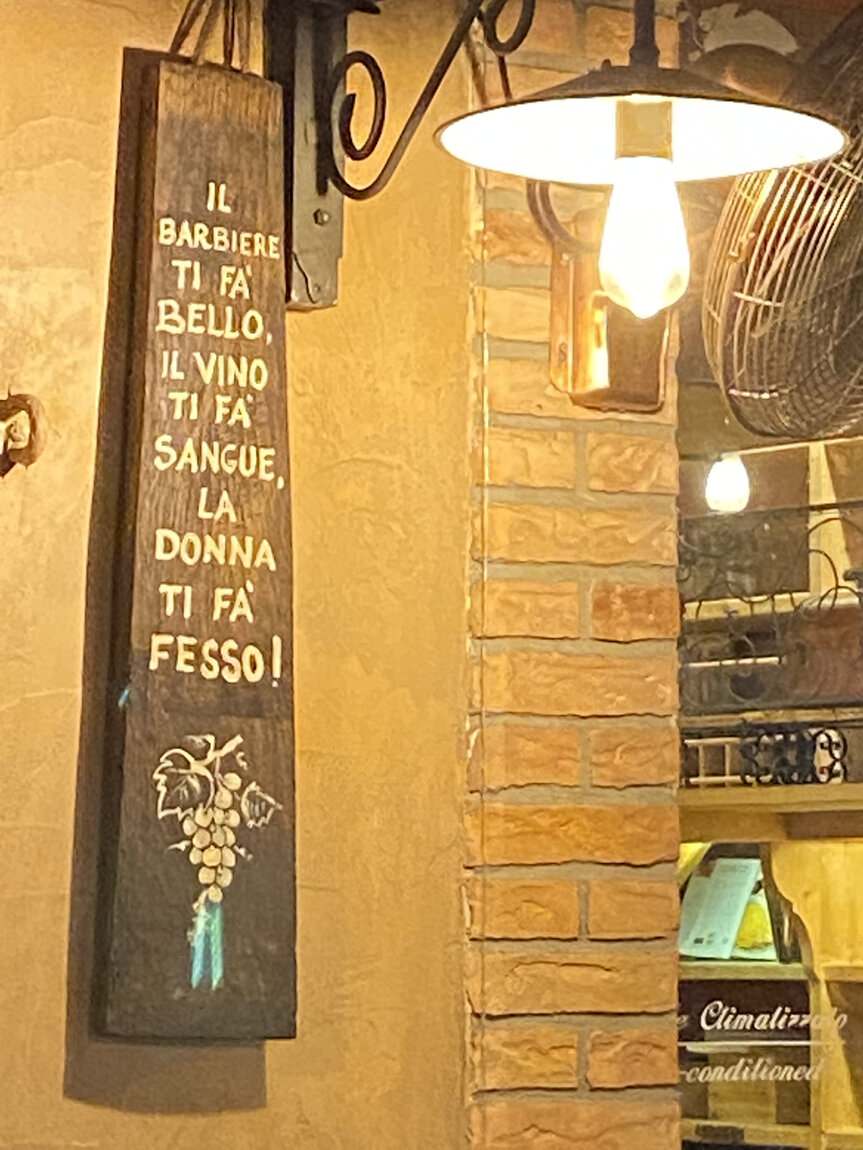 IL
BARBIERE
TI FA'
BELLO,
IL VINO
TI FA'
SANGUE,
LA
DONNA
TI FA'
FESSO!
Climatizzato
-conditioned